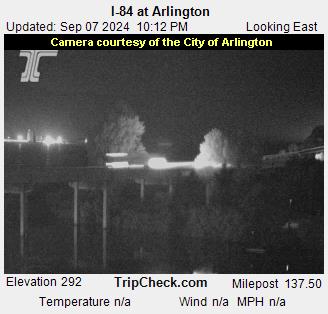 I-84 at Arlington
Updated: Sep 07 2024 10:12 PM Looking East
Camera courtesy of the City of Arlington
Elevation 292 TripCheck.com Milepost 137.50
Temperature n/a Wind n/a MPH n/a